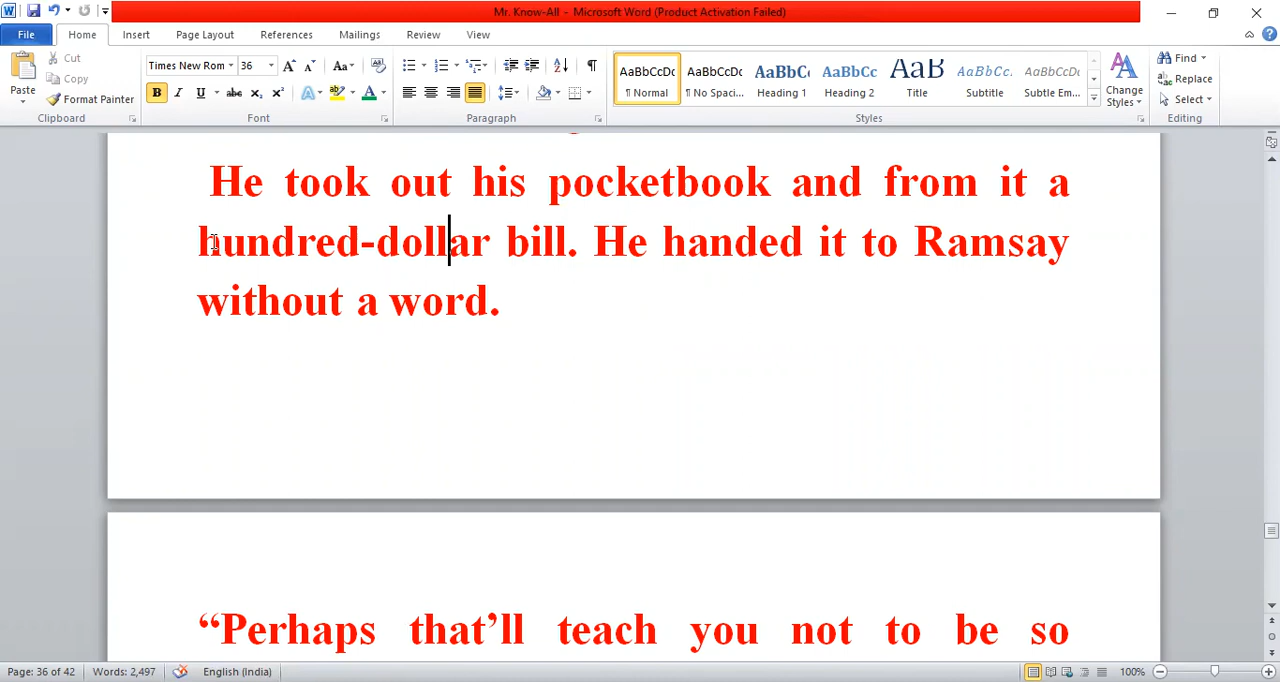 Mr. Know-All - Microsoft Word (Product Activation Failed)
File Home Insert Page Layout References Mailings Review View
Cut
Copy
Paste
Format Painter
Clipboard
Times New Rom 36
Font
Paragraph
AaBbCcDc AaBbCcDc AaBbCc AaBbCc AaB AaBbCc. AaBbCcDc
¶ Normal ¶ No Spaci... Heading 1 Heading 2 Title Subtitle Subtle Em...
Change
Styles
Styles
Find
Replace
Select
Editing
He took out his pocketbook and from it a
hundred-dollar bill. He handed it to Ramsay
without a word.
“Perhaps that’ll teach you not to be so
Page: 36 of 42 Words: 2,497 English (India) 100%